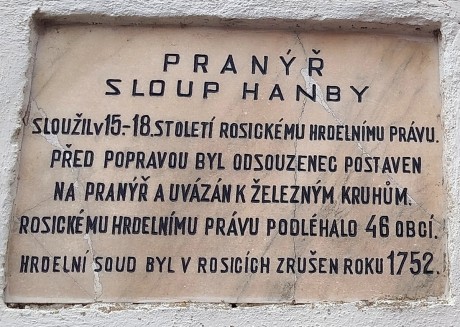 PRANÝŘ
SLOUP HANBY
SLOUŽIL V 15.-18. STOLETÍ ROSICKÉMU HRDELNÍMU PRÁVU.
PŘED POPRAVOU BYL ODSOUZENEC POSTAVEN
NA PRANÝŘ A UVÁZÁN K ŽELEZNÝM KRUHŮM.
ROSICKÉMU HRDELNÍMU PRÁVU PODLÉHALO 46 OBCÍ.
HRDELNÍ SOUD BYL V ROSICÍCH ZRUŠEN ROKU 1752.